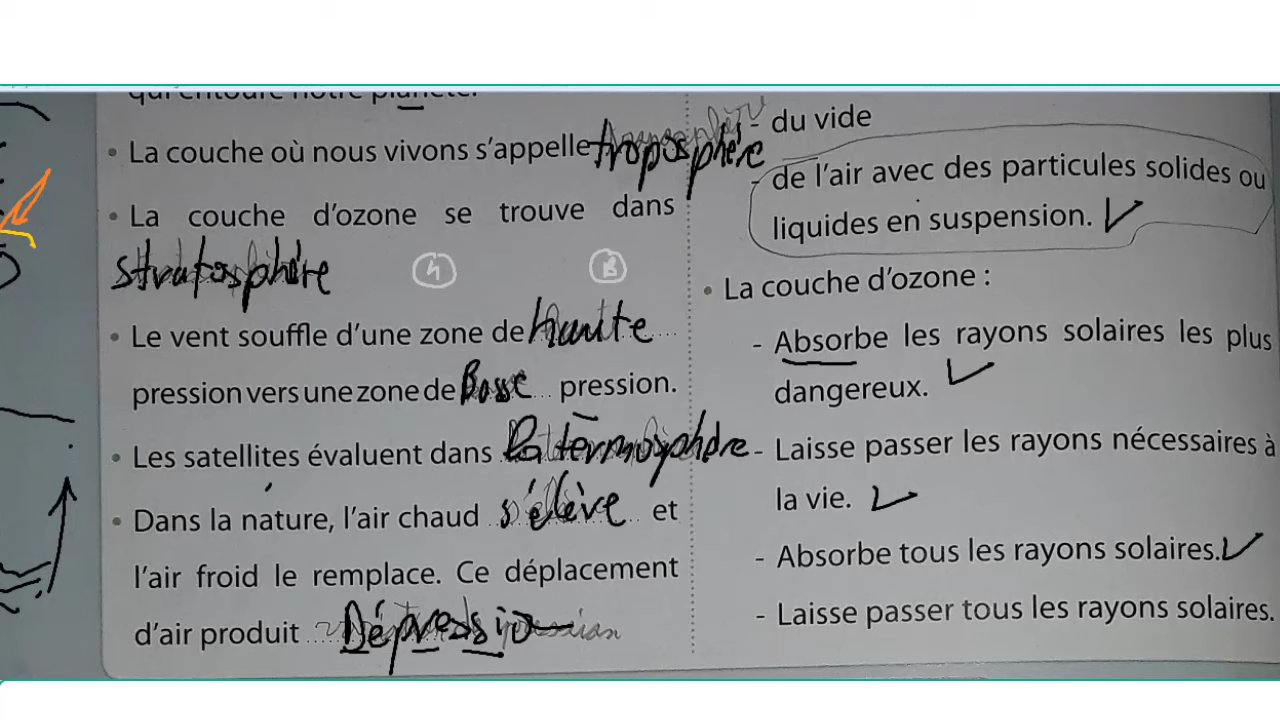 qui entoure notre planète.
• La couche où nous vivons s'appelle troposphère
• La couche d'ozone se trouve dans
stratosphère
• Le vent souffle d'une zone de haute
pression vers une zone de Basse pression.
• Les satellites évaluent dans la termosphère
• Dans la nature, l'air chaud s'élève et
l'air froid le remplace. Ce déplacement
d'air produit Dépression
- du vide
- de l'air avec des particules solides ou
liquides en suspension.
• La couche d'ozone :
- Absorbe les rayons solaires les plus
dangereux.
- Laisse passer les rayons nécessaires à
la vie.
- Absorbe tous les rayons solaires.
- Laisse passer tous les rayons solaires.